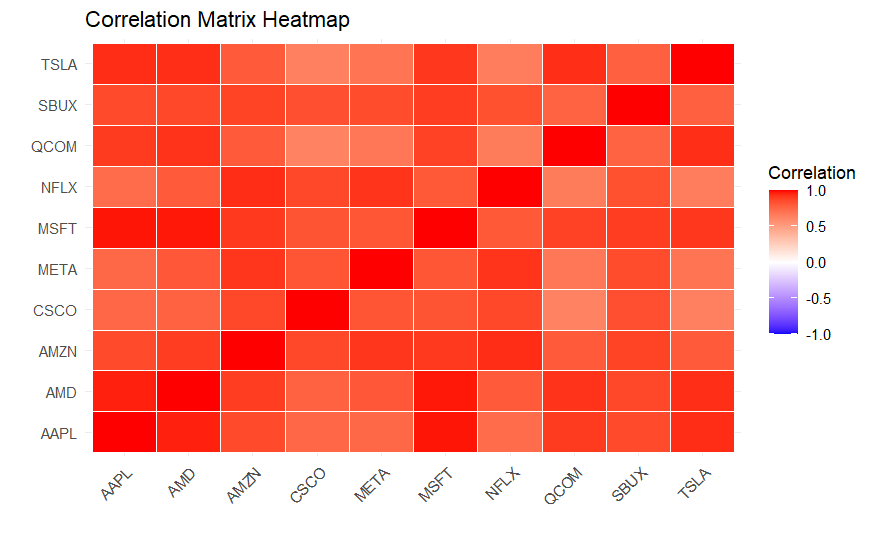 Correlation Matrix Heatmap
TSLA
SBUX
QCOM
NFLX
MSFT
META
CSCO
AMZN
AMD
AAPL
AAPL
AMD
AMZN
CSCO
META
MSFT
NFLX
QCOM
SBUX
TSLA
Correlation
1.0
0.5
0.0
-0.5
-1.0